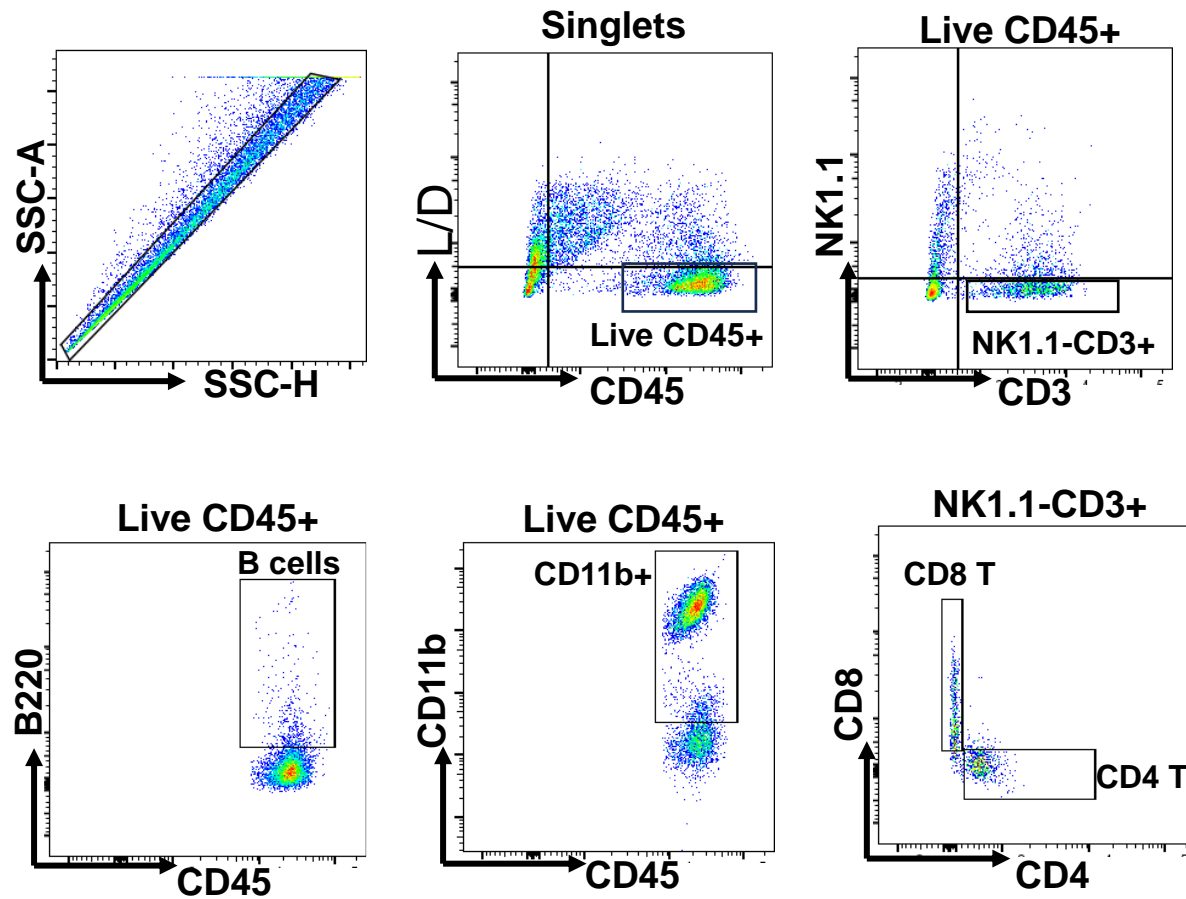 Singlets
Live CD45+
SSC-A
SSC-H
L/D
Live CD45+
CD45
NK1.1
NK1.1-CD3+
CD3
Live CD45+
B cells
B220
CD45
Live CD45+
CD11b+
CD11b
CD45
NK1.1-CD3+
CD8 T
CD8
CD4 T
CD4